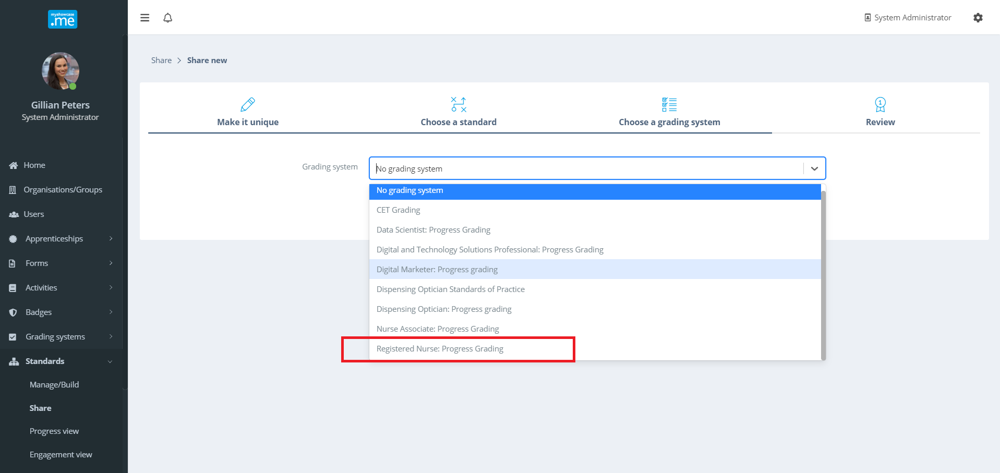 myshowcase
.me
System Administrator
Gillian Peters
System Administrator
Home
Organisations/Groups
Users
Apprenticeships
Forms
Activities
Badges
Grading systems
Standards
Manage/Build
Share
Progress view
Engagement view
Share > Share new
Make it unique
Choose a standard
Choose a grading system
1
Review
Grading system
No grading system
No grading system
CET Grading
Data Scientist: Progress Grading
Digital and Technology Solutions Professional: Progress Grading
Digital Marketer: Progress grading
Dispensing Optician Standards of Practice
Dispensing Optician: Progress grading
Nurse Associate: Progress Grading
Registered Nurse: Progress Grading